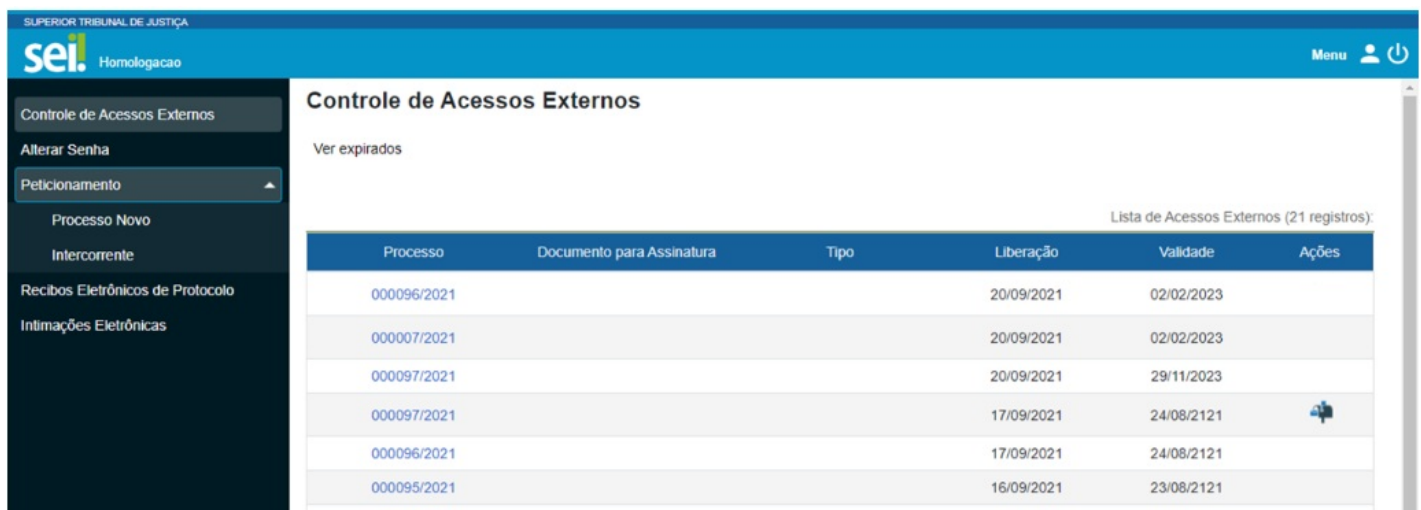 SUPERIOR TRIBUNAL DE JUSTIÇA
sei! Homologacao
Menu
Controle de Acessos Externos
Alterar Senha
Peticionamento
Processo Novo
Intercorrente
Recibos Eletrônicos de Protocolo
Intimações Eletrônicas
Controle de Acessos Externos
Ver expirados
Lista de Acessos Externos (21 registros):
Processo Documento para Assinatura Tipo Liberação Validade Ações
000096/2021 20/09/2021 02/02/2023
000007/2021 20/09/2021 02/02/2023
000097/2021 20/09/2021 29/11/2023
000097/2021 17/09/2021 24/08/2121
000096/2021 17/09/2021 24/08/2121
000095/2021 16/09/2021 23/08/2121